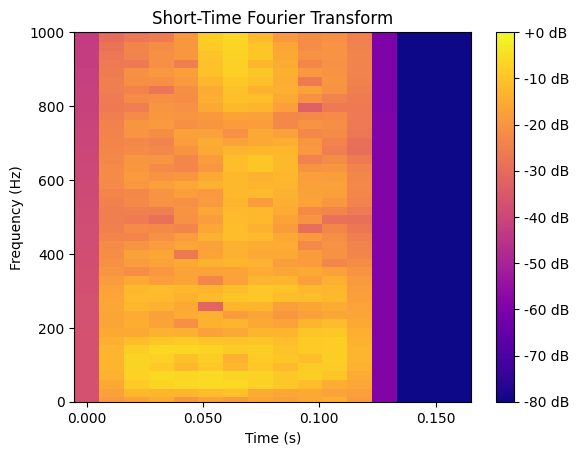 Short-Time Fourier Transform
1000
800
600
400
200
0
Frequency (Hz)
0.000
0.050
0.100
0.150
Time (s)
+0 dB
-10 dB
-20 dB
-30 dB
-40 dB
-50 dB
-60 dB
-70 dB
-80 dB